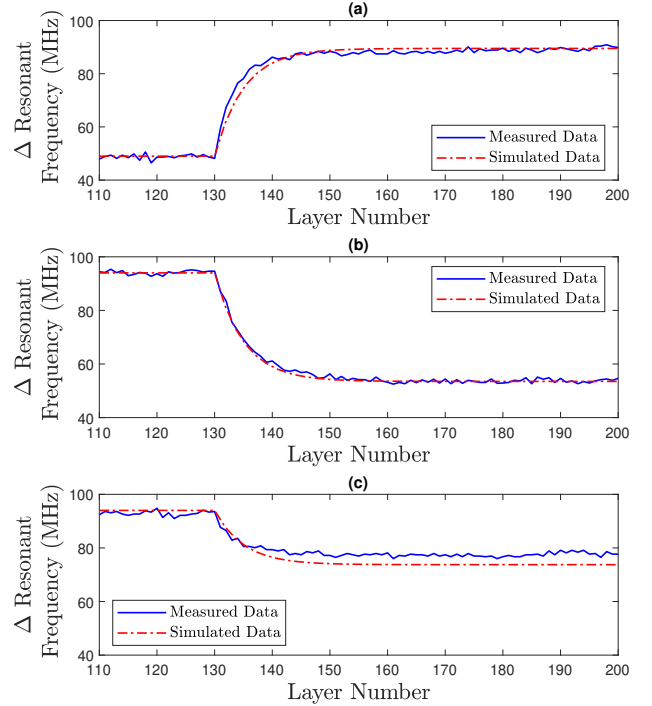 (a)
100
80
60
40
Δ Resonant
Frequency (MHz)
Measured Data
Simulated Data
110 120 130 140 150 160 170 180 190 200
Layer Number
(b)
100
80
60
40
Δ Resonant
Frequency (MHz)
Measured Data
Simulated Data
110 120 130 140 150 160 170 180 190 200
Layer Number
(c)
100
80
60
40
Δ Resonant
Frequency (MHz)
Measured Data
Simulated Data
110 120 130 140 150 160 170 180 190 200
Layer Number